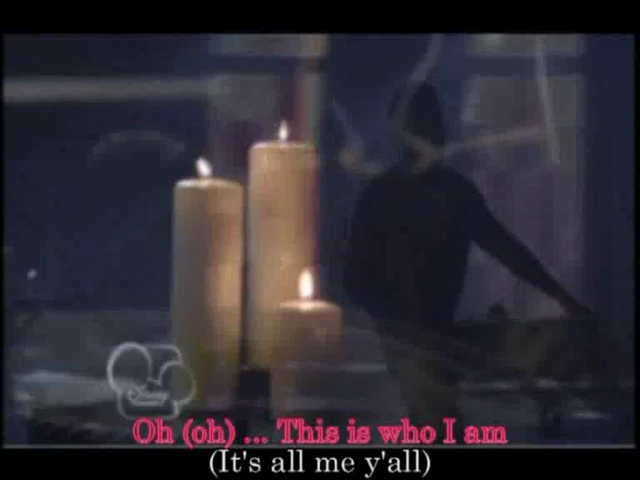 Oh (oh) ... This is who I am
(It's all me y'all)